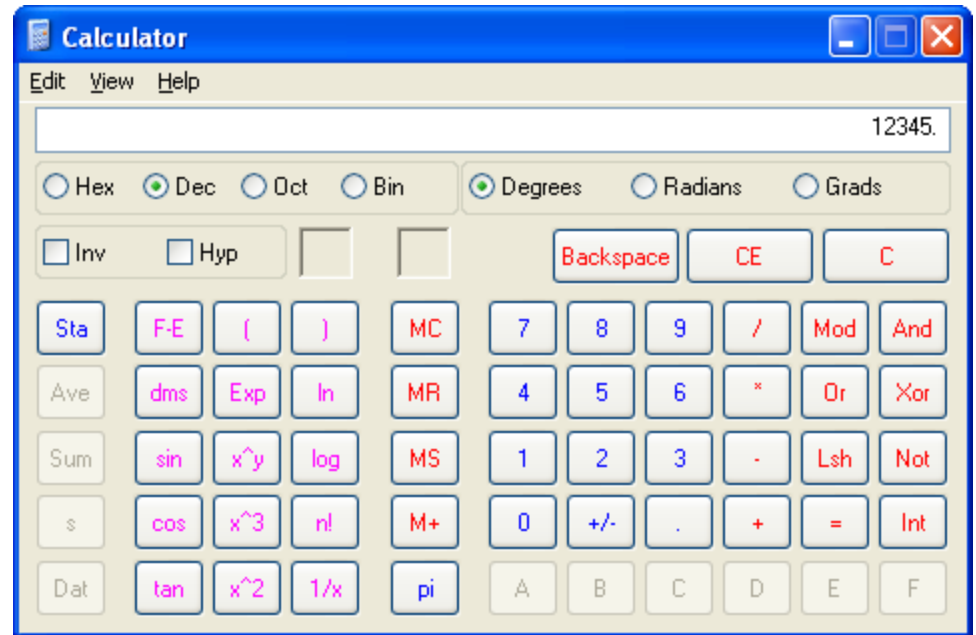 Calculator
Edit View Help
12345.
Hex Dec Oct Bin Degrees Radians Grads
Inv Hyp Backspace CE C
Sta F-E ( ) MC 7 8 9 / Mod And
Ave dms Exp ln MR 4 5 6 * Or Xor
Sum sin x^y log MS 1 2 3 - Lsh Not
s cos x^3 n! M+ 0 +/- . + = Int
Dat tan x^2 1/x pi A B C D E F